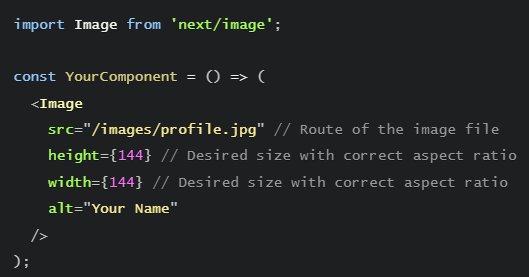 import Image from 'next/image';
const YourComponent = () => (
<Image
src="/images/profile.jpg" // Route of the image file
height={144} // Desired size with correct aspect ratio
width={144} // Desired size with correct aspect ratio
alt="Your Name"
/>
);